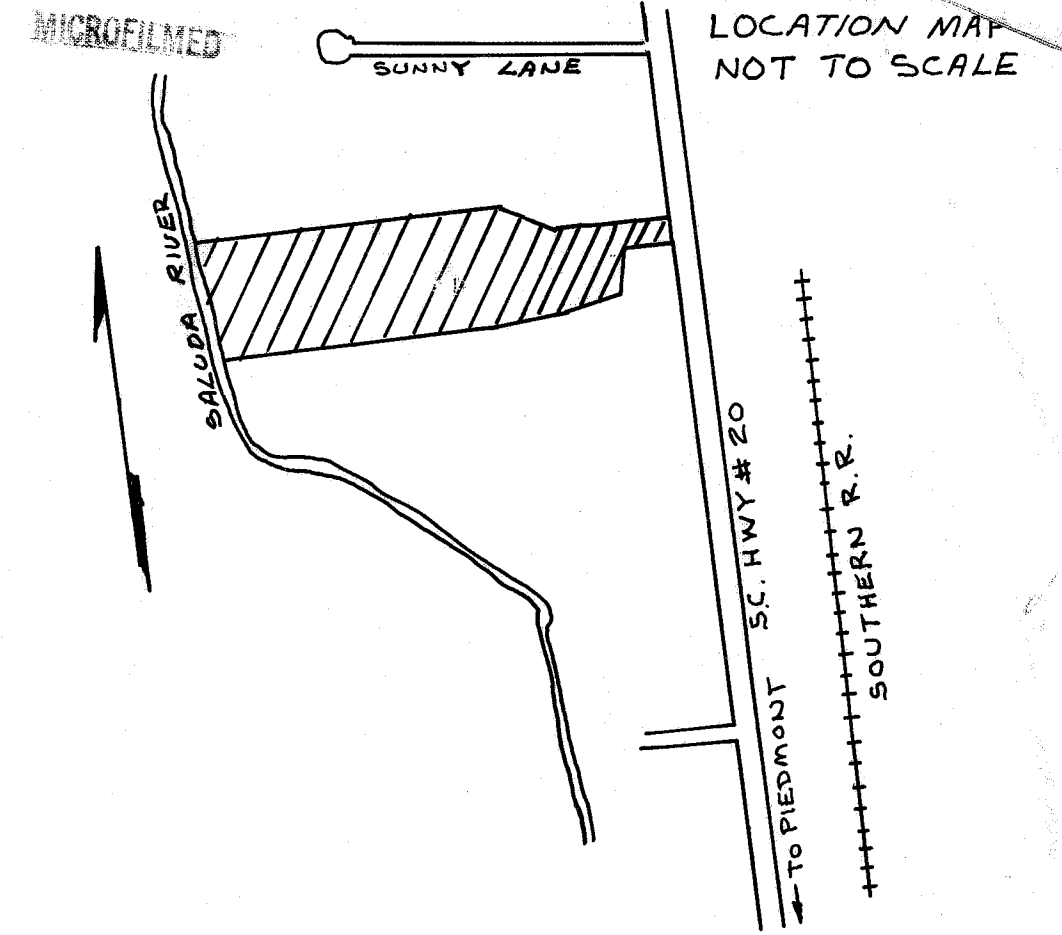 MICROFILMED
LOCATION MAP
NOT TO SCALE
SUNNY LANE
SALUDA RIVER
S.C. HWY # 20
SOUTHERN R.R.
TO PIEDMONT